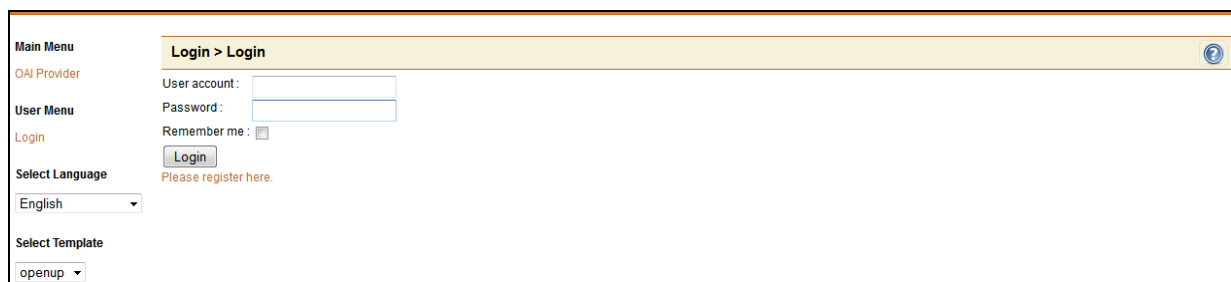 Main Menu
OAI Provider
User Menu
Login
Select Language
English
Select Template
openup
Login > Login
?
User account :
Password :
Remember me :
Login
Please register here.